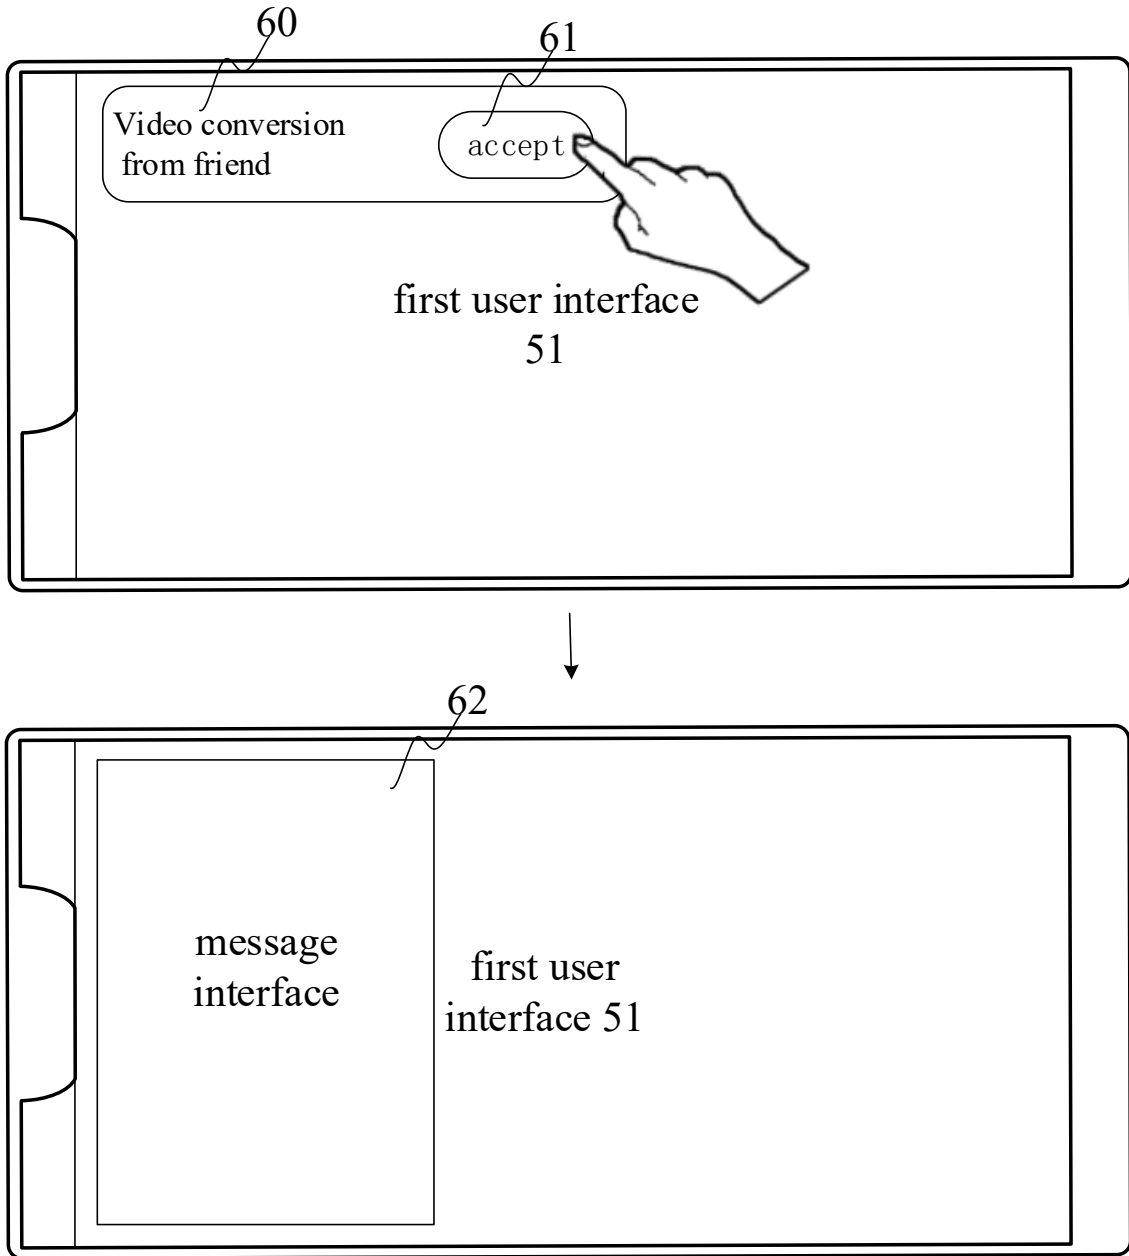 60
61
Video conversion
from friend
accept
first user interface
51
62
message
interface
first user
interface 51